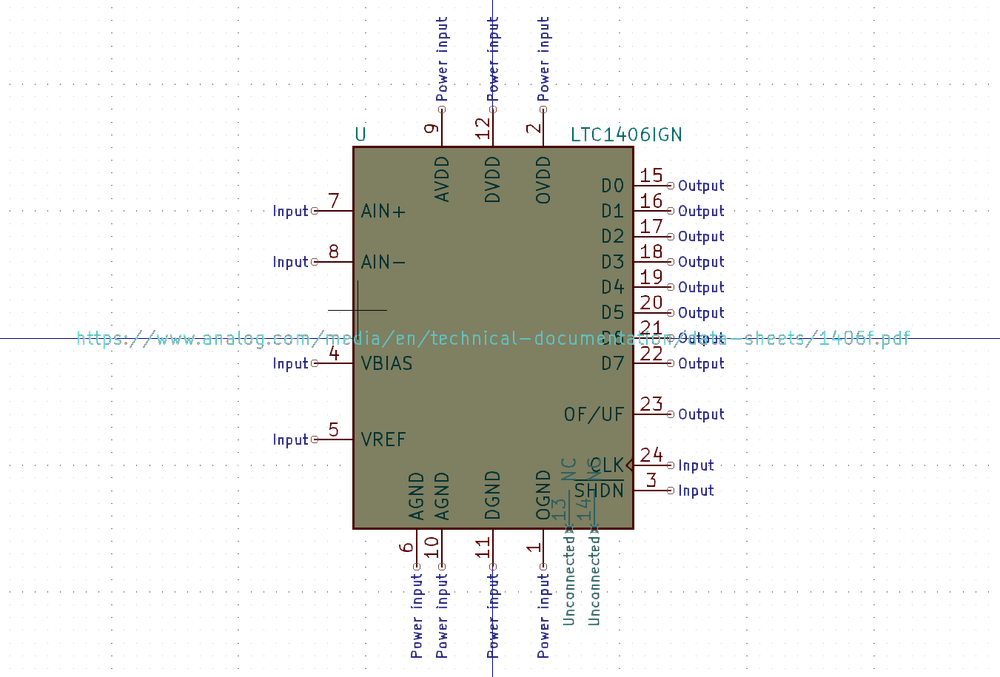 Power input
Power input
Power input
9
12
2
U
LTC1406IGN
AVDD
DVDD
OVDD
D0 15 Output
Input 7 AIN+
D1 16 Output
D2 17 Output
Input 8 AIN-
D3 18 Output
D4 19 Output
D5 20 Output
https://www.analog.com/media/en/technical-documentation/data-sheets/1406f.pdf
D6 21 Output
Input 4 VBIAS
D7 22 Output
OF/UF 23 Output
Input 5 VREF
CLK 24 Input
SHDN 3 Input
AGND
AGND
DGND
OGND
NC
NC
13
14
6
10
11
1
Power input
Power input
Power input
Power input
Unconnected
Unconnected